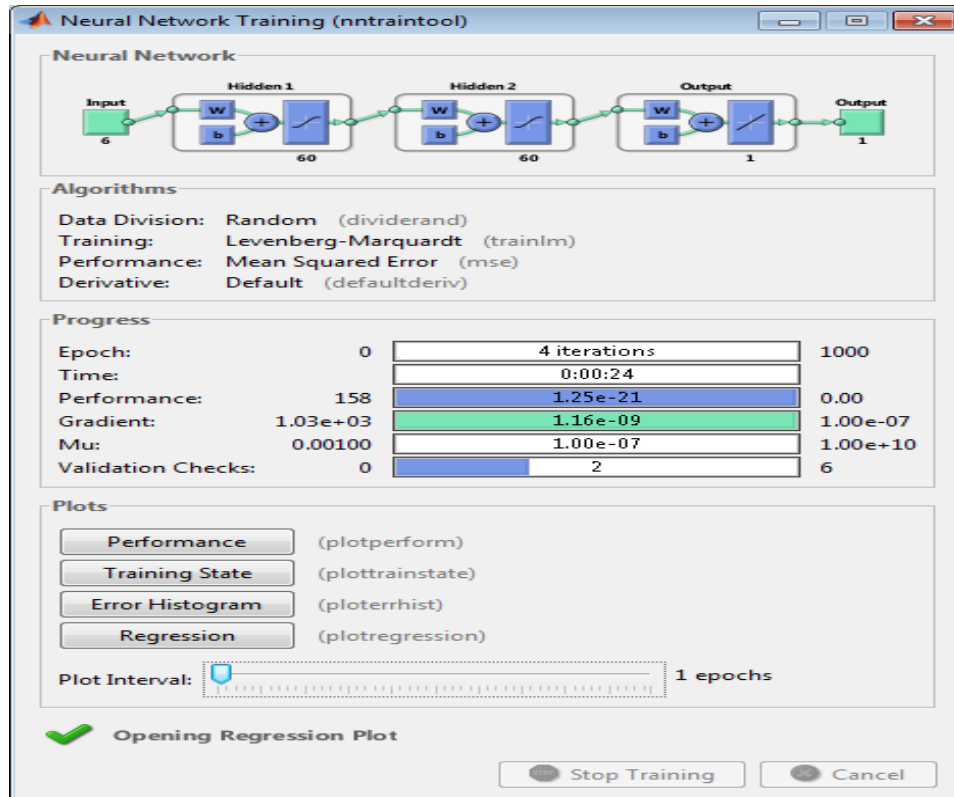 Neural Network Training (nntraintool)
Neural Network
Hidden 1 Hidden 2 Output
Input Output
W W W
b b b
6 60 60 1 1
Algorithms
Data Division: Random (dividerand)
Training: Levenberg-Marquardt (trainlm)
Performance: Mean Squared Error (mse)
Derivative: Default (defaultderiv)
Progress
Epoch: 0 4 iterations 1000
Time: 0:00:24
Performance: 158 1.25e-21 0.00
Gradient: 1.03e+03 1.16e-09 1.00e-07
Mu: 0.00100 1.00e-07 1.00e+10
Validation Checks: 0 2 6
Plots
Performance (plotperform)
Training State (plottrainstate)
Error Histogram (ploterrhist)
Regression (plotregression)
Plot Interval: 1 epochs
Opening Regression Plot
Stop Training Cancel